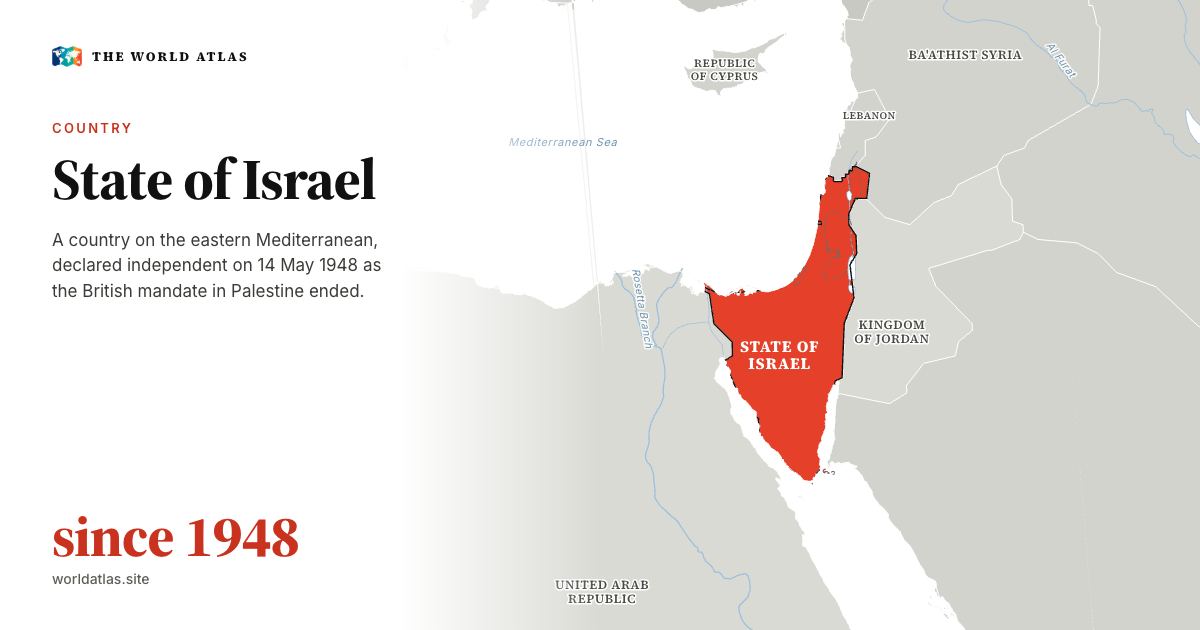 THE WORLD ATLAS
COUNTRY
State of Israel
A country on the eastern Mediterranean,
declared independent on 14 May 1948 as
the British mandate in Palestine ended.
since 1948
worldatlas.site
REPUBLIC
OF CYPRUS
BA'ATHIST SYRIA
Al Furat
LEBANON
Mediterranean Sea
Rosetta Branch
STATE OF
ISRAEL
KINGDOM
OF JORDAN
UNITED ARAB
REPUBLIC